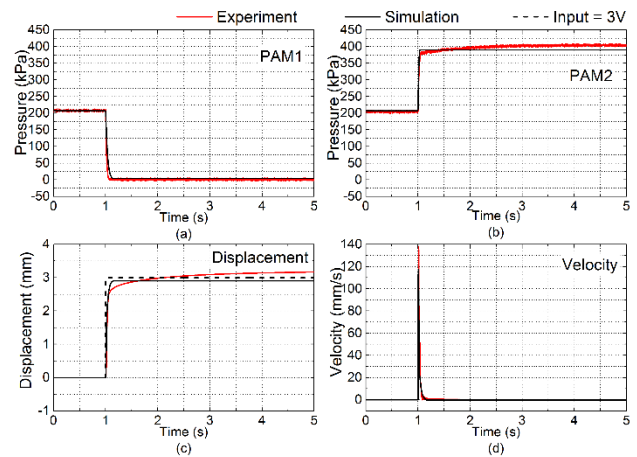 Experiment Simulation Input = 3V
450
400
350
300
250
200
150
100
50
0
-50
Pressure (kPa)
PAM1
0 1 2 3 4 5
Time (s)
(a)
450
400
350
300
250
200
150
100
50
0
-50
Pressure (kPa)
PAM2
0 1 2 3 4 5
Time (s)
(b)
4
3
2
1
0
-1
Displacement (mm)
Displacement
0 1 2 3 4 5
Time (s)
(c)
140
120
100
80
60
40
20
0
Velocity (mm/s)
Velocity
0 1 2 3 4 5
Time (s)
(d)